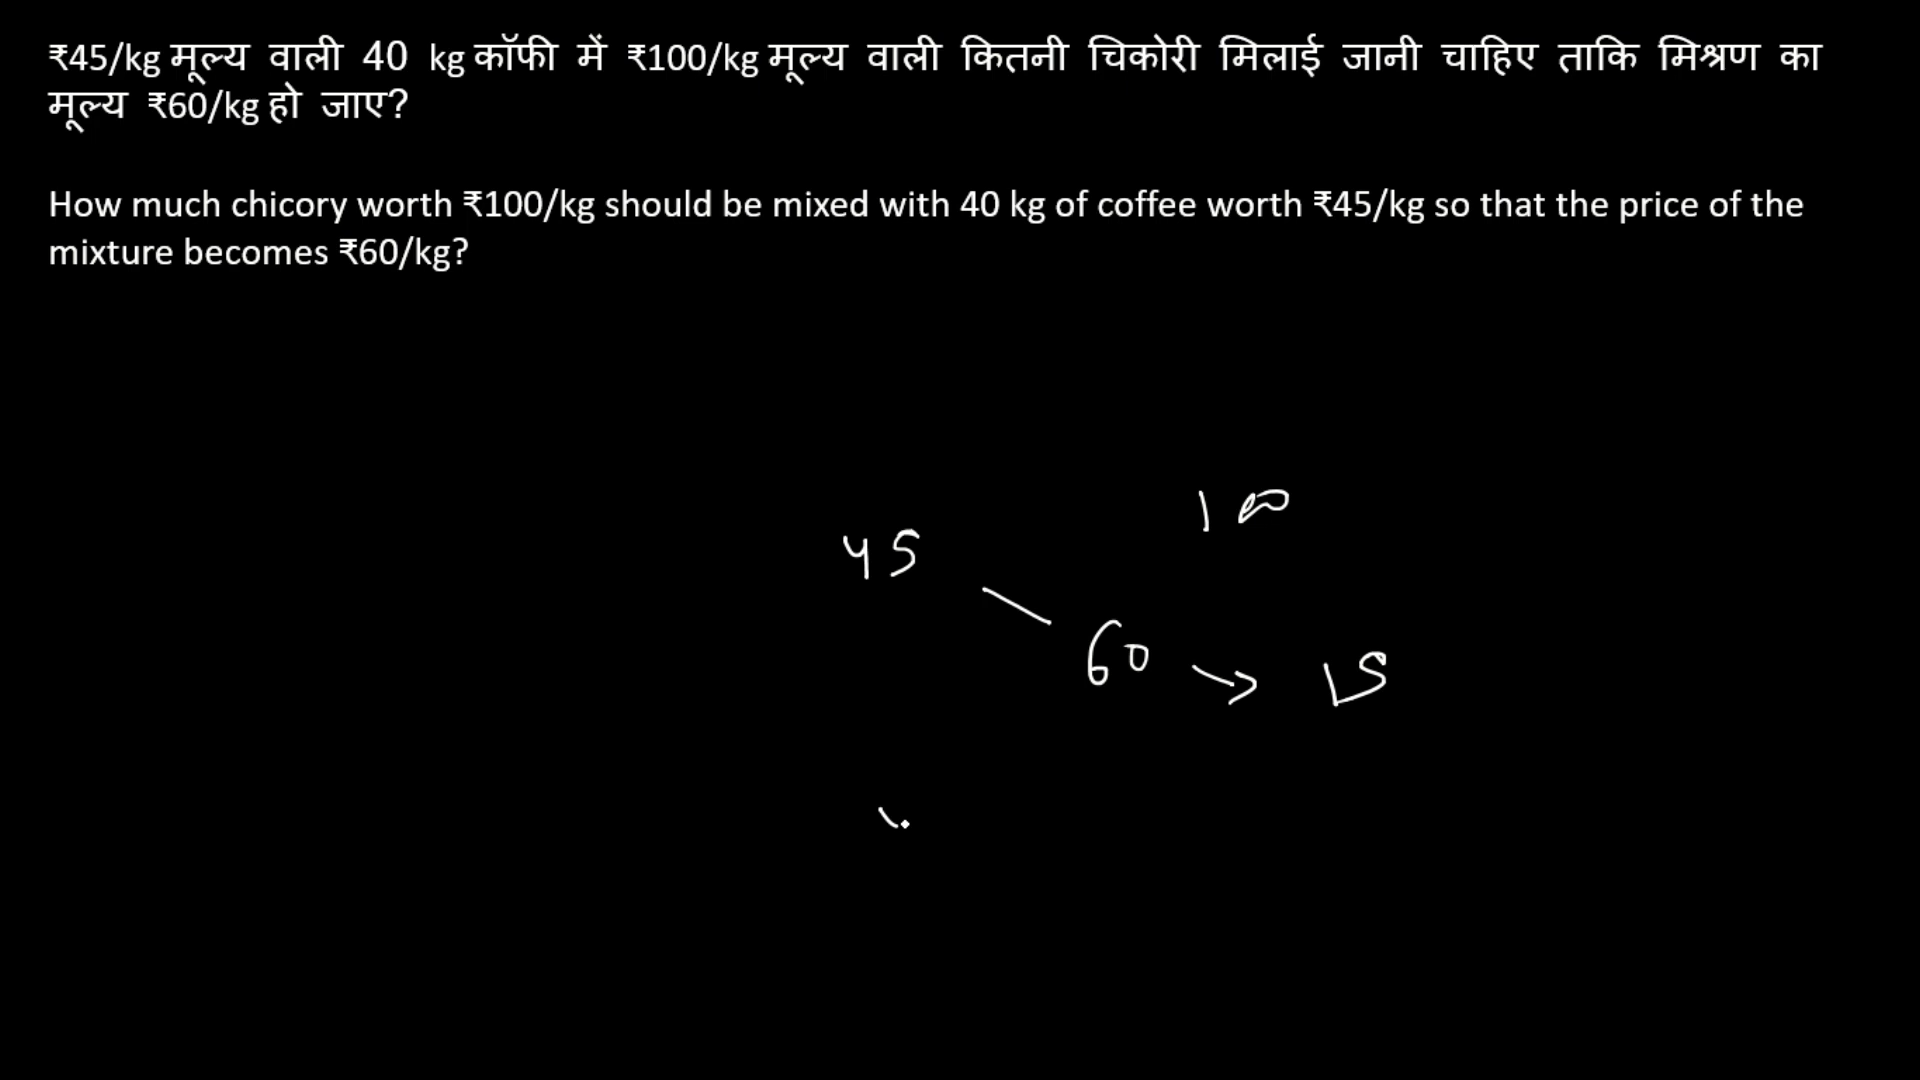 ₹45/kg मूल्य वाली 40 kg कॉफी में ₹100/kg मूल्य वाली कितनी चिकोरी मिलाई जानी चाहिए ताकि मिश्रण का
मूल्य ₹60/kg हो जाए?
How much chicory worth ₹100/kg should be mixed with 40 kg of coffee worth ₹45/kg so that the price of the
mixture becomes ₹60/kg?
100
45
60 → 15